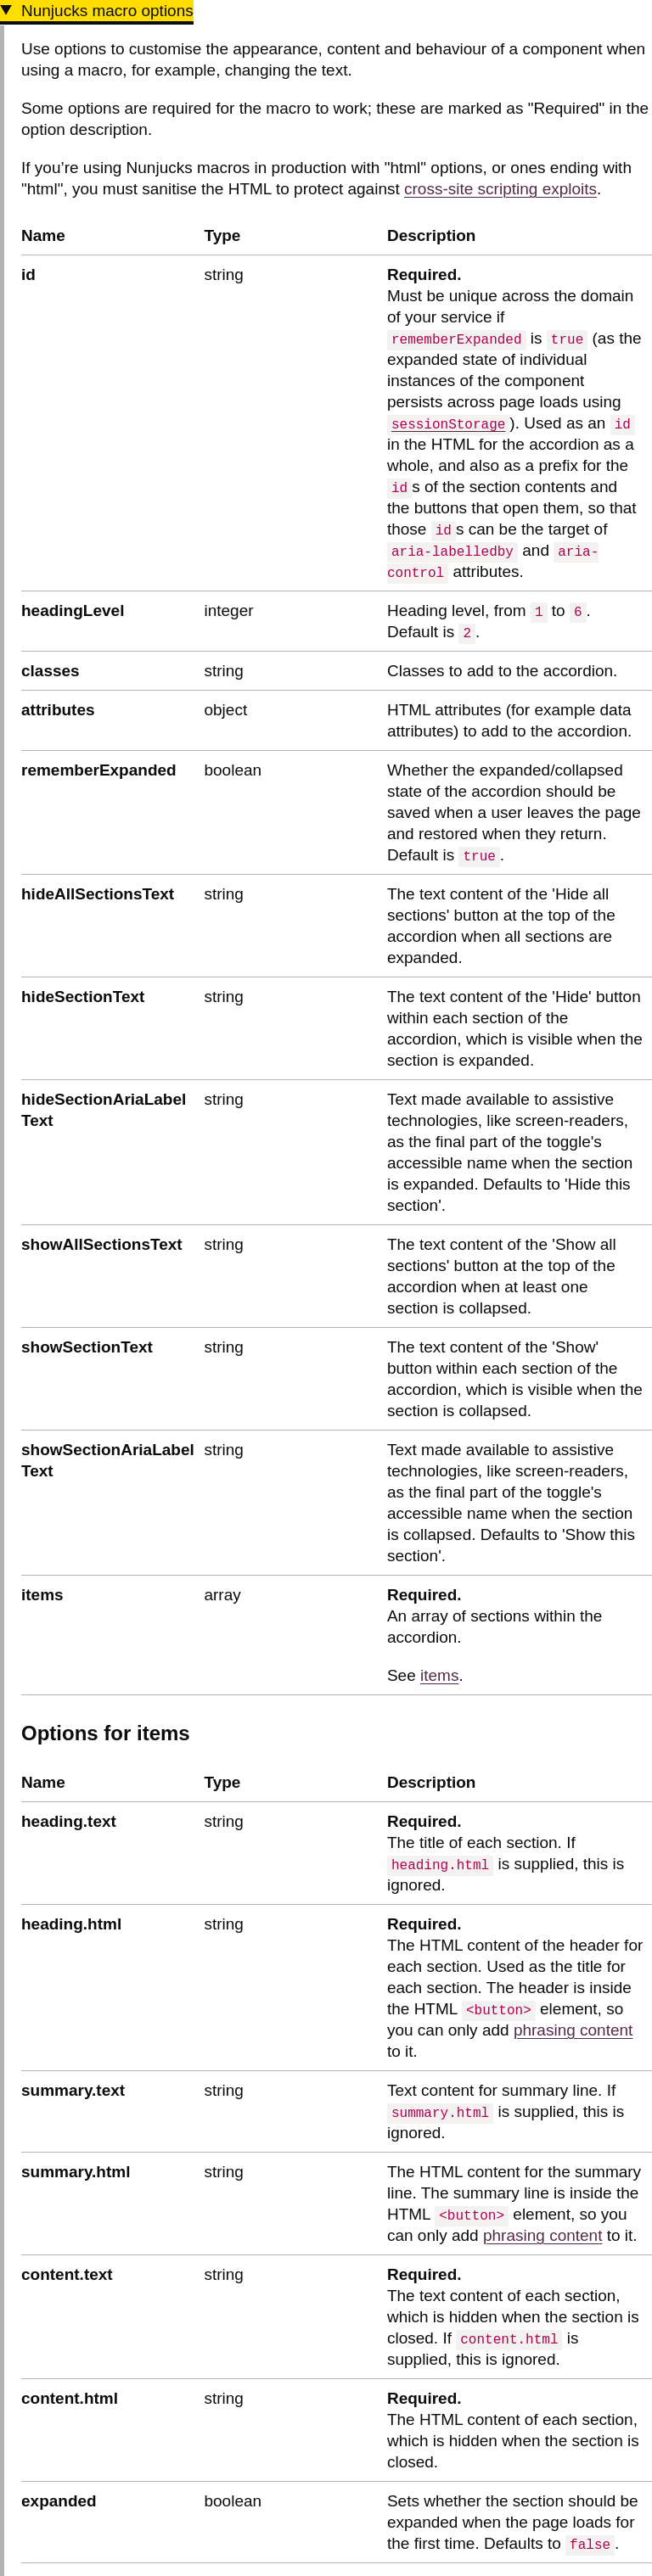 ▼ Nunjucks macro options
Use options to customise the appearance, content and behaviour of a component when
using a macro, for example, changing the text.
Some options are required for the macro to work; these are marked as "Required" in the
option description.
If you’re using Nunjucks macros in production with "html" options, or ones ending with
"html", you must sanitise the HTML to protect against cross-site scripting exploits.
Name Type Description
id string Required.
Must be unique across the domain
of your service if
rememberExpanded is true (as the
expanded state of individual
instances of the component
persists across page loads using
sessionStorage). Used as an id
in the HTML for the accordion as a
whole, and also as a prefix for the
ids of the section contents and
the buttons that open them, so that
those ids can be the target of
aria-labelledby and aria-
control attributes.
headingLevel integer Heading level, from 1 to 6.
Default is 2.
classes string Classes to add to the accordion.
attributes object HTML attributes (for example data
attributes) to add to the accordion.
rememberExpanded boolean Whether the expanded/collapsed
state of the accordion should be
saved when a user leaves the page
and restored when they return.
Default is true.
hideAllSectionsText string The text content of the 'Hide all
sections' button at the top of the
accordion when all sections are
expanded.
hideSectionText string The text content of the 'Hide' button
within each section of the
accordion, which is visible when the
section is expanded.
hideSectionAriaLabel string Text made available to assistive
Text technologies, like screen-readers,
as the final part of the toggle's
accessible name when the section
is expanded. Defaults to 'Hide this
section'.
showAllSectionsText string The text content of the 'Show all
sections' button at the top of the
accordion when at least one
section is collapsed.
showSectionText string The text content of the 'Show'
button within each section of the
accordion, which is visible when the
section is collapsed.
showSectionAriaLabel string Text made available to assistive
Text technologies, like screen-readers,
as the final part of the toggle's
accessible name when the section
is collapsed. Defaults to 'Show this
section'.
items array Required.
An array of sections within the
accordion.
See items.
Options for items
Name Type Description
heading.text string Required.
The title of each section. If
heading.html is supplied, this is
ignored.
heading.html string Required.
The HTML content of the header for
each section. Used as the title for
each section. The header is inside
the HTML <button> element, so
you can only add phrasing content
to it.
summary.text string Text content for summary line. If
summary.html is supplied, this is
ignored.
summary.html string The HTML content for the summary
line. The summary line is inside the
HTML <button> element, so you
can only add phrasing content to it.
content.text string Required.
The text content of each section,
which is hidden when the section is
closed. If content.html is
supplied, this is ignored.
content.html string Required.
The HTML content of each section,
which is hidden when the section is
closed.
expanded boolean Sets whether the section should be
expanded when the page loads for
the first time. Defaults to false.